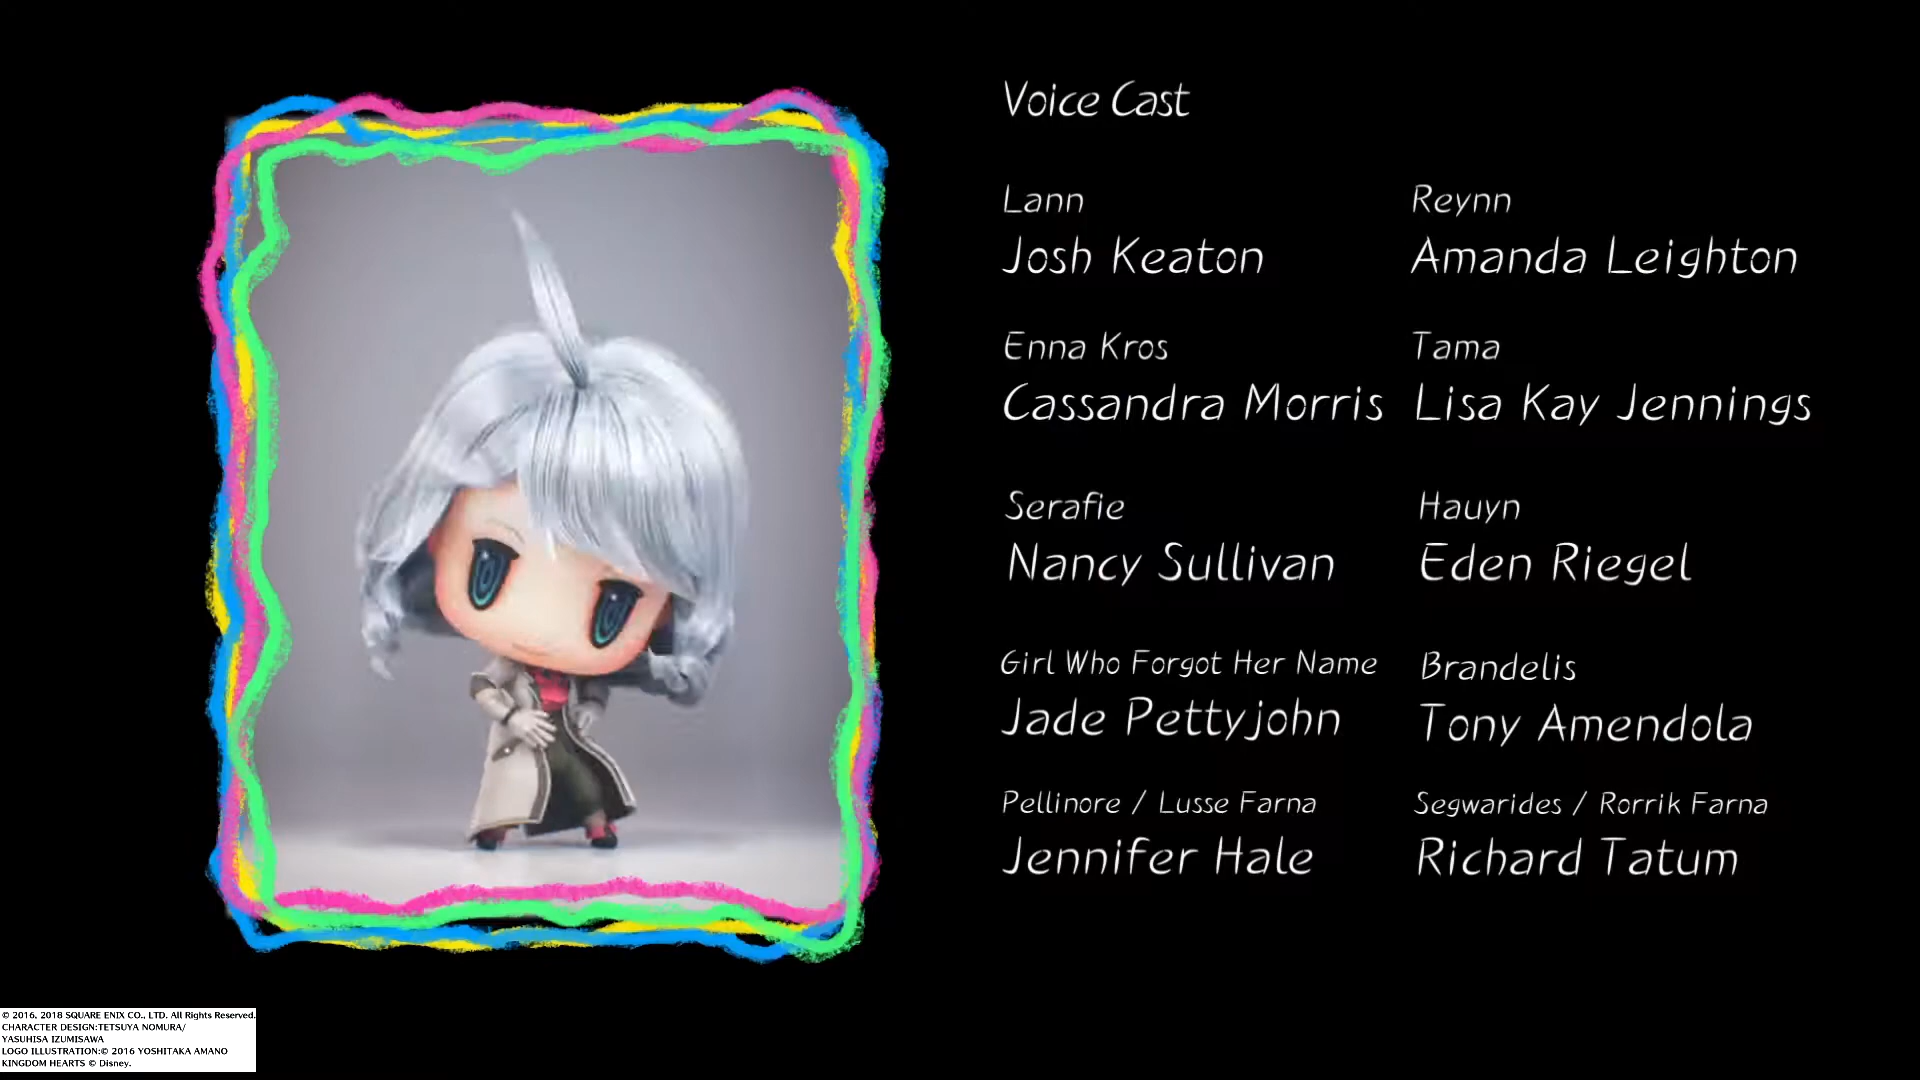 Voice Cast
Lann
Josh Keaton
Reynn
Amanda Leighton
Enna Kros
Cassandra Morris
Tama
Lisa Kay Jennings
Serafie
Nancy Sullivan
Hauyn
Eden Riegel
Girl Who Forgot Her Name
Jade Pettyjohn
Brandelis
Tony Amendola
Pellinore / Lusse Farna
Jennifer Hale
Segwarides / Rorrik Farna
Richard Tatum
© 2016, 2018 SQUARE ENIX CO., LTD. All Rights Reserved.
CHARACTER DESIGN:TETSUYA NOMURA/
YASUHISA IZUMISAWA
LOGO ILLUSTRATION:© 2016 YOSHITAKA AMANO
KINGDOM HEARTS © Disney.